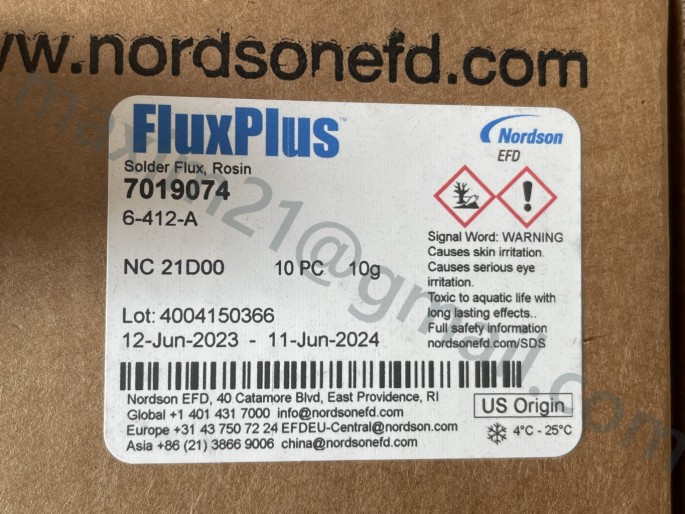 www.nordsonefd.com
FluxPlus™
Nordson
EFD
Solder Flux, Rosin
7019074
6-412-A
NC 21D00 10 PC 10g
Lot: 4004150366
12-Jun-2023 - 11-Jun-2024
Signal Word: WARNING
Causes skin irritation.
Causes serious eye
irritation.
Toxic to aquatic life with
long lasting effects..
Full safety information
nordsonefd.com/SDS
Nordson EFD, 40 Catamore Blvd, East Providence, RI
Global +1 401 431 7000 info@nordsonefd.com
Europe +31 43 750 72 24 EFDEU-Central@nordson.com
Asia +86 (21) 3866 9006 china@nordsonefd.com
US Origin
4°C - 25°C
maxim21@gmail.com